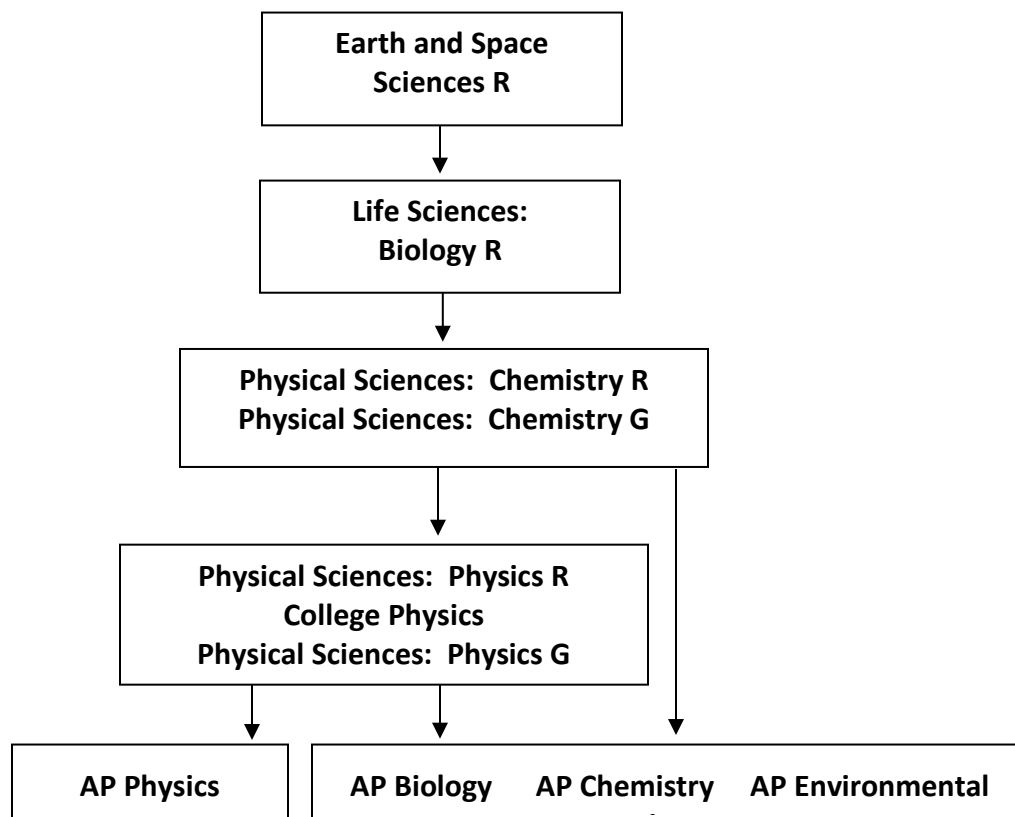 Earth and Space
Sciences R
Life Sciences:
Biology R
Physical Sciences:  Chemistry R
Physical Sciences:  Chemistry G
Physical Sciences:  Physics R
College Physics
Physical Sciences:  Physics G
AP Physics
AP Biology     AP Chemistry     AP Environmental